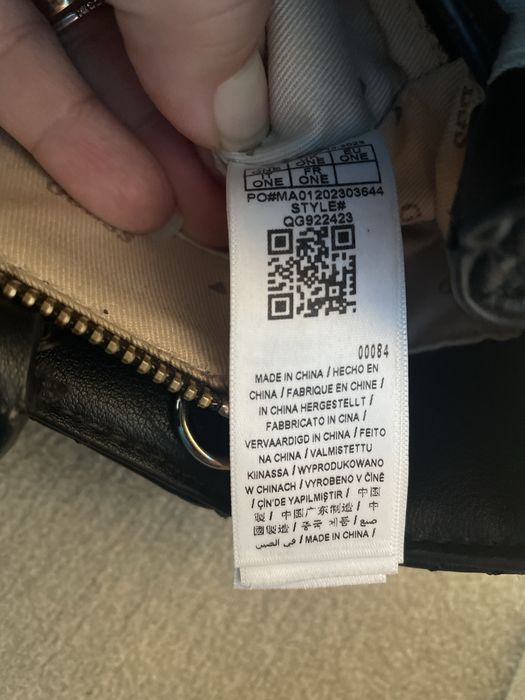 ONE ONE ONE
IT FR
ONE ONE
PO#MA01202303644
STYLE#
QG922423
00084
MADE IN CHINA / HECHO EN
CHINA / FABRIQUE EN CHINE /
IN CHINA HERGESTELLT /
FABBRICATO IN CINA /
VERVAARDIGD IN CHINA / FEITO
NA CHINA / VALMISTETTU
KIINASSA / WYPRODUKOWANO
W CHINACH / VYROBENO V ČÍNĚ
/ ÇİN'DE YAPILMIŞTIR / 中国
製 / 中国广东制造 / 中
國製造 / 중국 제품 / صنع
في الصين / MADE IN CHINA /